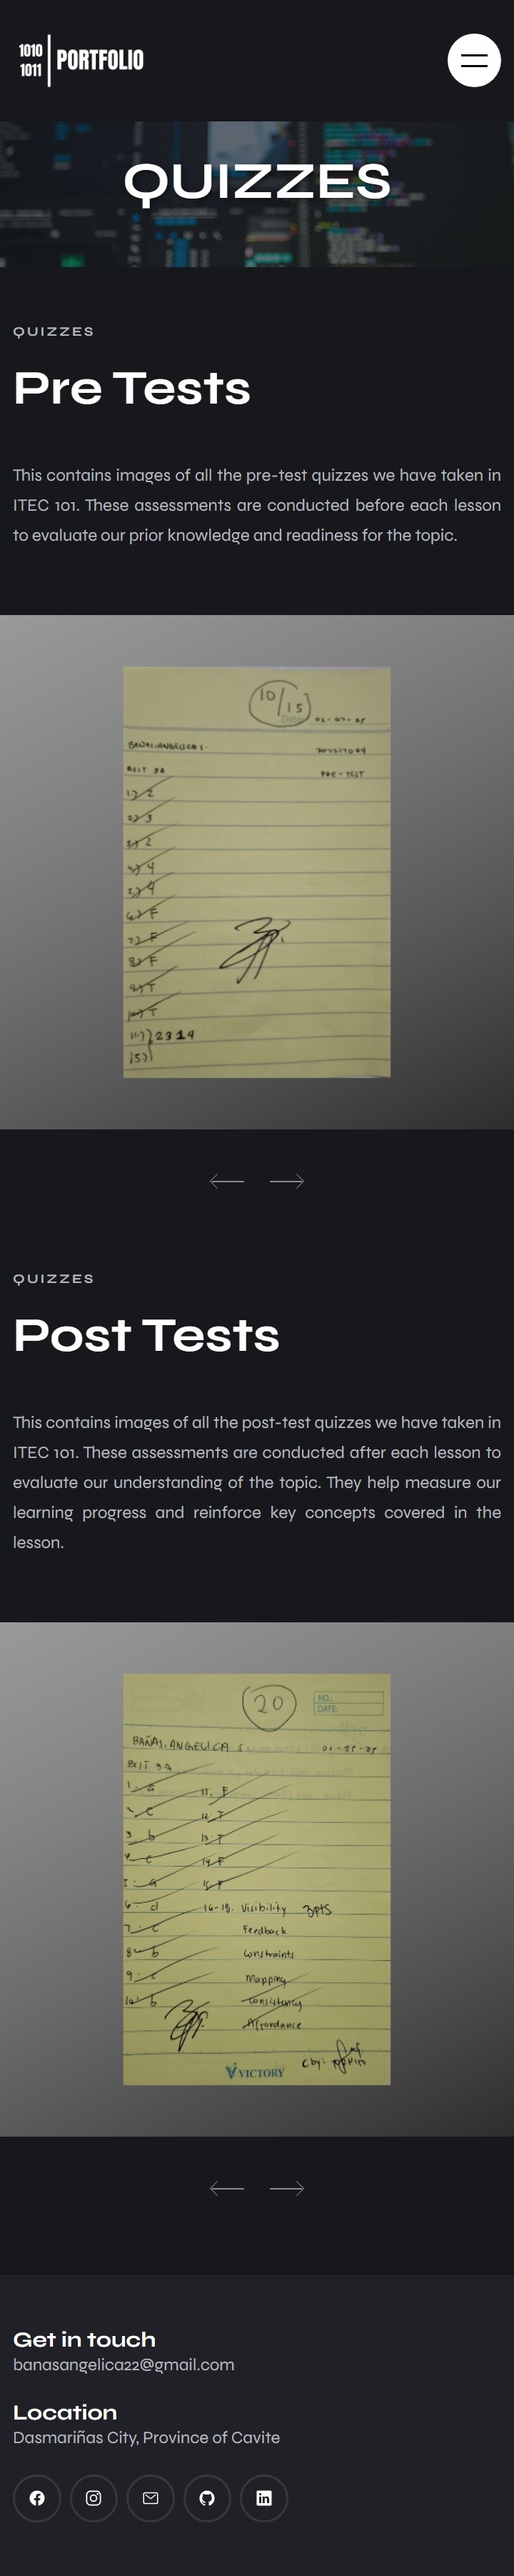 1010
1011
PORTFOLIO
QUIZZES
QUIZZES
Pre Tests
This contains images of all the pre-test quizzes we have taken in
ITEC 101. These assessments are conducted before each lesson
to evaluate our prior knowledge and readiness for the topic.
10/15
Date:
BAÑAS, ANGELICA S.
BSIT 3A PRE-TEST
1.) 2
2.) 3
3.) 2
4.) 4
5.) 4
6.) F
7.) F
8.) F
9.) T
10.) T
11.) 2314
15.)
QUIZZES
Post Tests
This contains images of all the post-test quizzes we have taken in
ITEC 101. These assessments are conducted after each lesson to
evaluate our understanding of the topic. They help measure our
learning progress and reinforce key concepts covered in the
lesson.
20
NO.:
DATE:
BAÑAS, ANGELICA S.
BSIT 3A
1. a 11. F
2. c 12. T
3. b 13. T
4. c 14. F
5. a 15. F
6. d 16-18. Visibility 3pts
7. c Feedback
8. b Constraints
9. c Mapping
10. b Consistency
Affordance
VICTORY
Get in touch
banasangelica22@gmail.com
Location
Dasmariñas City, Province of Cavite